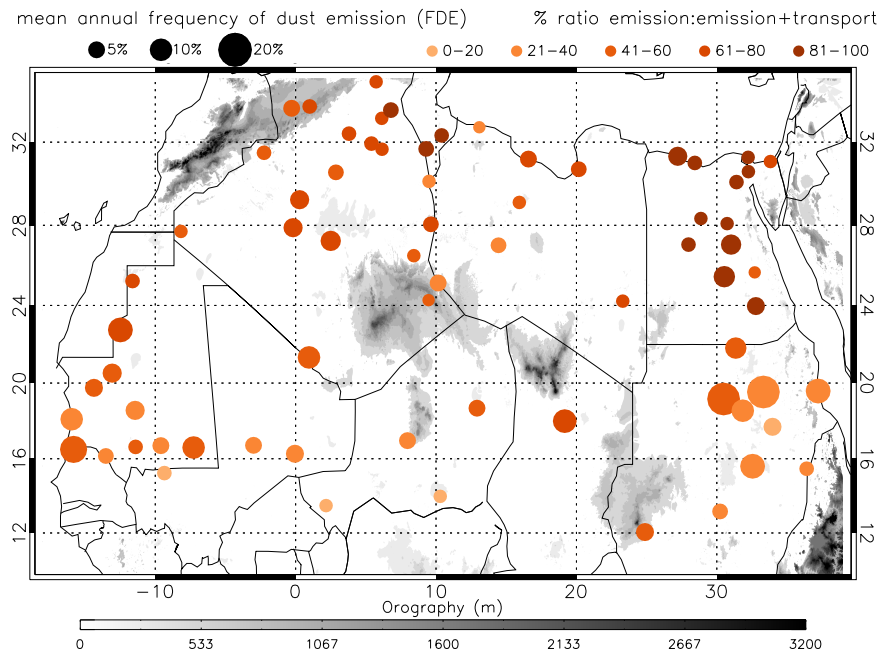 mean annual frequency of dust emission (FDE) % ratio emission:emission+transport
5% 10% 20% 0-20 21-40 41-60 61-80 81-100
32 32
28 28
24 24
20 20
16 16
12 12
-10 0 10 20 30
Orography (m)
0 533 1067 1600 2133 2667 3200